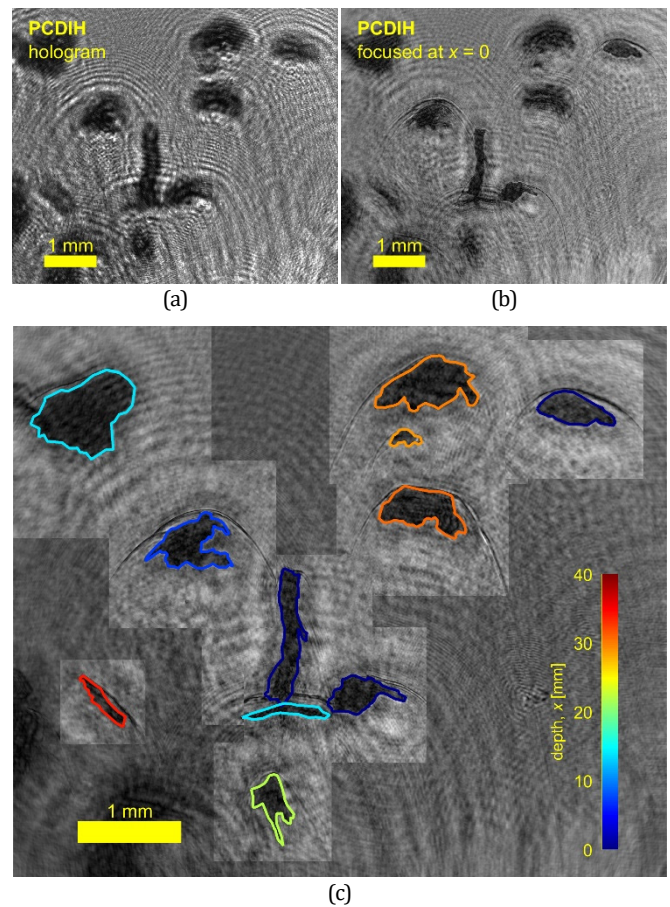 PCDIH
hologram
1 mm
PCDIH
focused at x = 0
1 mm
(a)
(b)
40
30
20
10
0
depth, x [mm]
1 mm
(c)